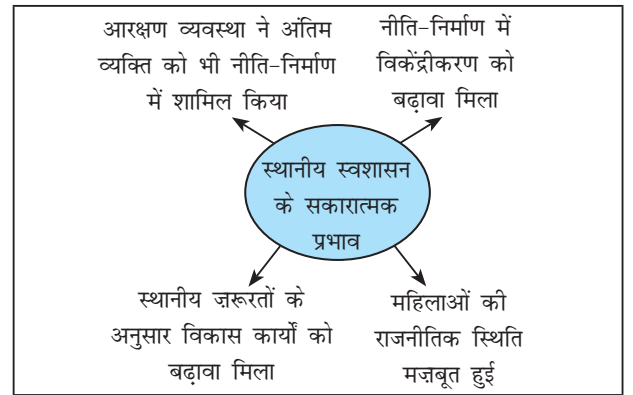 आरक्षण व्यवस्था ने अंतिम
व्यक्ति को भी नीति-निर्माण
में शामिल किया
नीति-निर्माण में
विकेंद्रीकरण को
बढ़ावा मिला
स्थानीय स्वशासन
के सकारात्मक
प्रभाव
स्थानीय ज़रूरतों के
अनुसार विकास कार्यों को
बढ़ावा मिला
महिलाओं की
राजनीतिक स्थिति
मज़बूत हुई